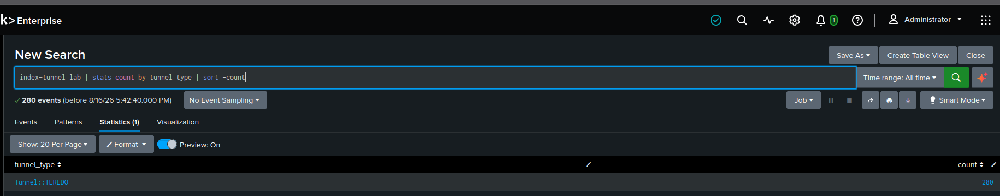 k> Enterprise
1
Administrator
New Search
Save As
Create Table View
Close
index=tunnel_lab | stats count by tunnel_type | sort -count
Time range: All time
280 events (before 8/16/26 5:42:40.000 PM)
No Event Sampling
Job
Smart Mode
Events
Patterns
Statistics (1)
Visualization
Show: 20 Per Page
Format
Preview: On
tunnel_type
count
Tunnel::TEREDO
280